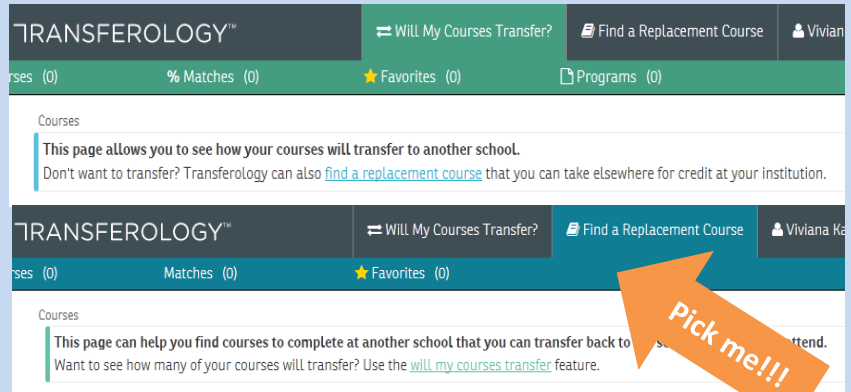 TRANSFEROLOGY™ Will My Courses Transfer? Find a Replacement Course Vivian
rses (0) % Matches (0) Favorites (0) Programs (0)
Courses
This page allows you to see how your courses will transfer to another school.
Don't want to transfer? Transferology can also find a replacement course that you can take elsewhere for credit at your institution.
TRANSFEROLOGY™ Will My Courses Transfer? Find a Replacement Course Viviana Ka
rses (0) Matches (0) Favorites (0)
Courses
This page can help you find courses to complete at another school that you can transfer back to ttend.
Want to see how many of your courses will transfer? Use the will my courses transfer feature.
Pick me!!!